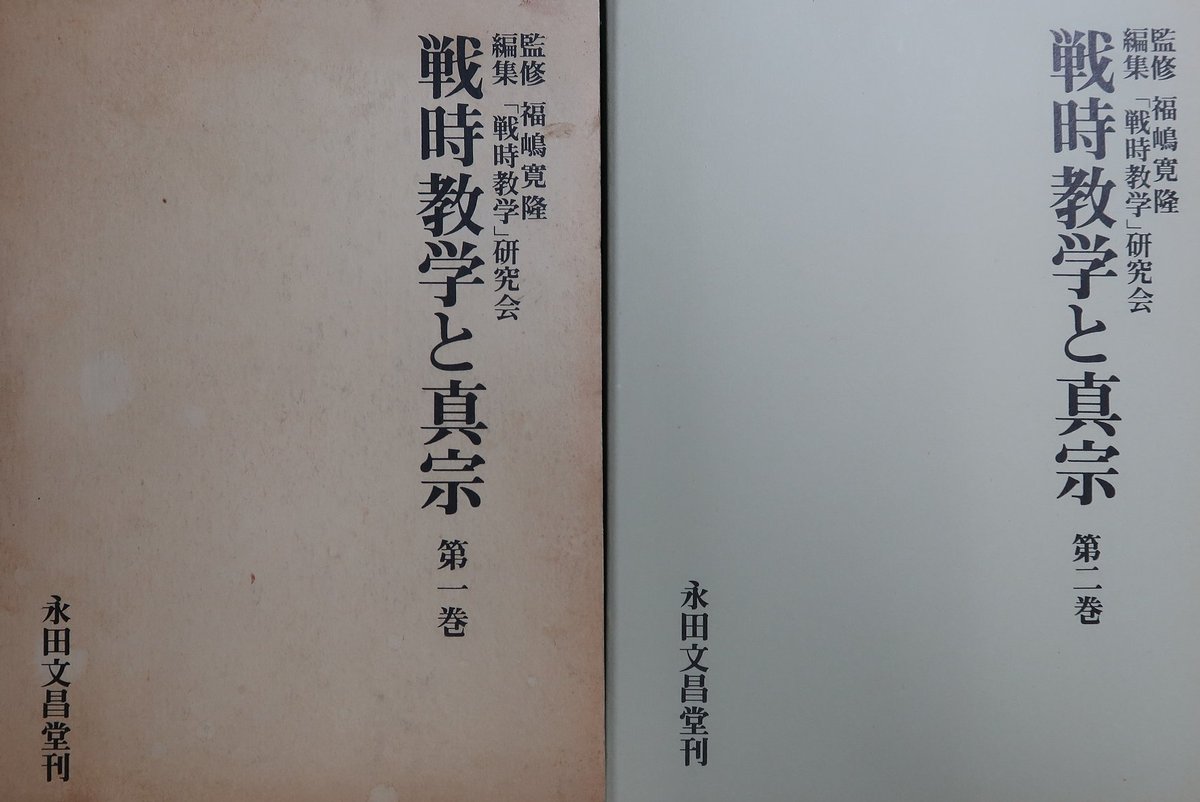 監修 福嶋寛隆
編集 「戦時教学」研究会
戦時教学と真宗 第一巻
永田文昌堂刊
監修 福嶋寛隆
編集 「戦時教学」研究会
戦時教学と真宗 第二巻
永田文昌堂刊